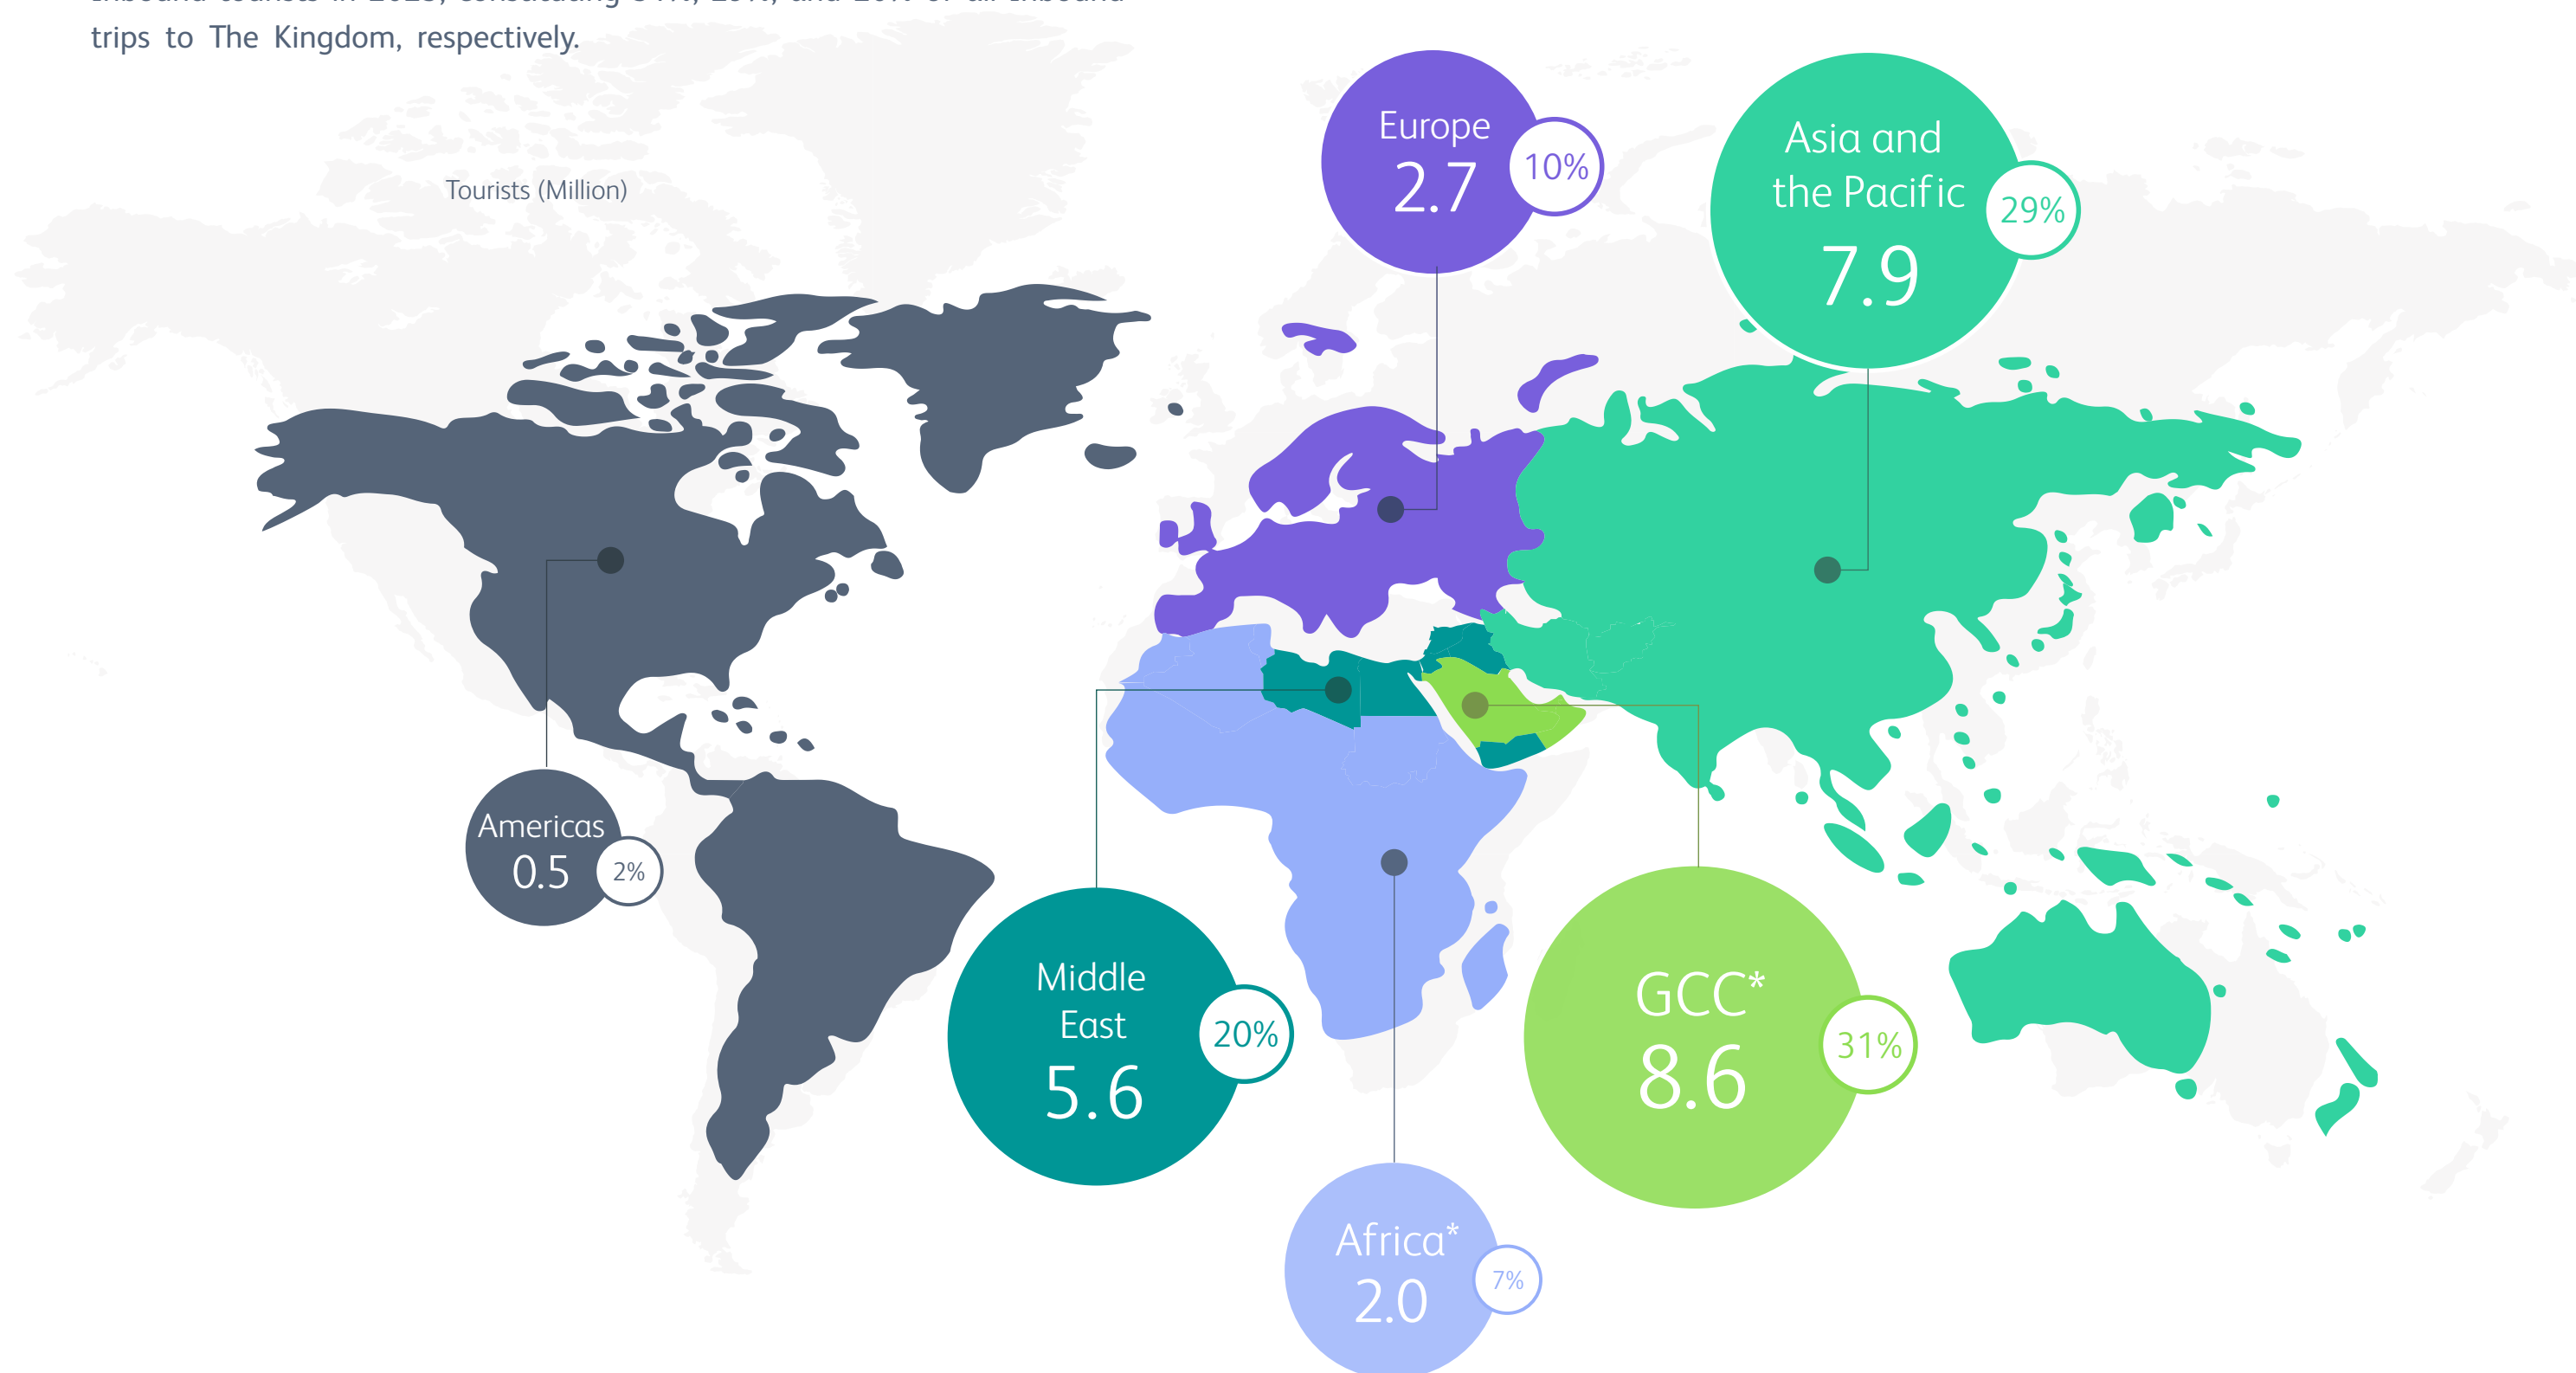 trips to The Kingdom, respectively.
Tourists (Million)
Europe
2.7
10%
Asia and
the Pacific
7.9
29%
Americas
0.5
2%
Middle
East
5.6
20%
GCC*
8.6
31%
Africa*
2.0
7%